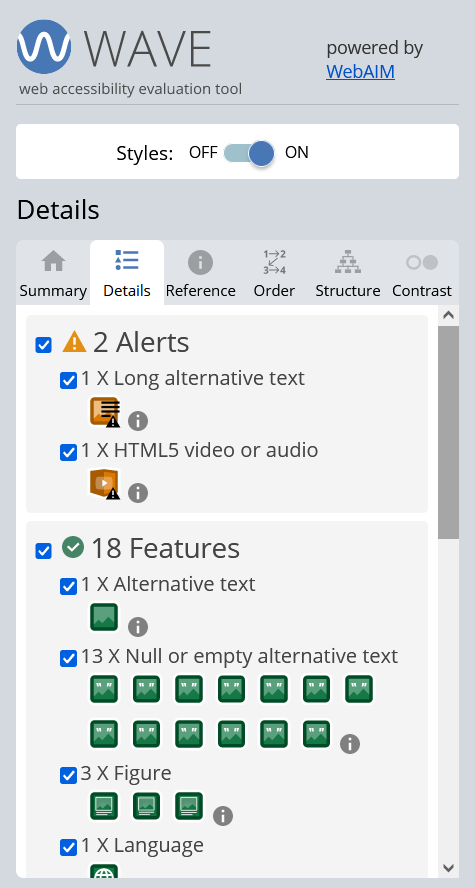 WAVE
web accessibility evaluation tool
powered by
WebAIM
Styles: OFF ON
Details
Summary Details Reference Order Structure Contrast
2 Alerts
1 X Long alternative text
1 X HTML5 video or audio
18 Features
1 X Alternative text
13 X Null or empty alternative text
3 X Figure
1 X Language